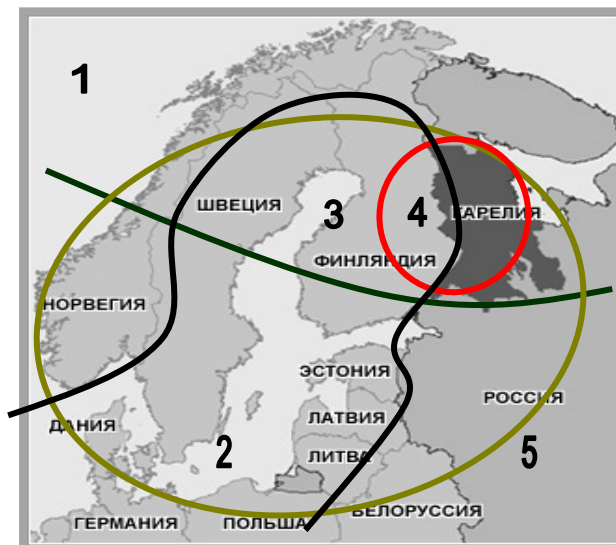 1
ШВЕЦИЯ
3
4
КАРЕЛИЯ
ФИНЛЯНДИЯ
НОРВЕГИЯ
ЭСТОНИЯ
РОССИЯ
ДАНИЯ
ЛАТВИЯ
2
ЛИТВА
5
ГЕРМАНИЯ
ПОЛЬША
БЕЛОРУССИЯ